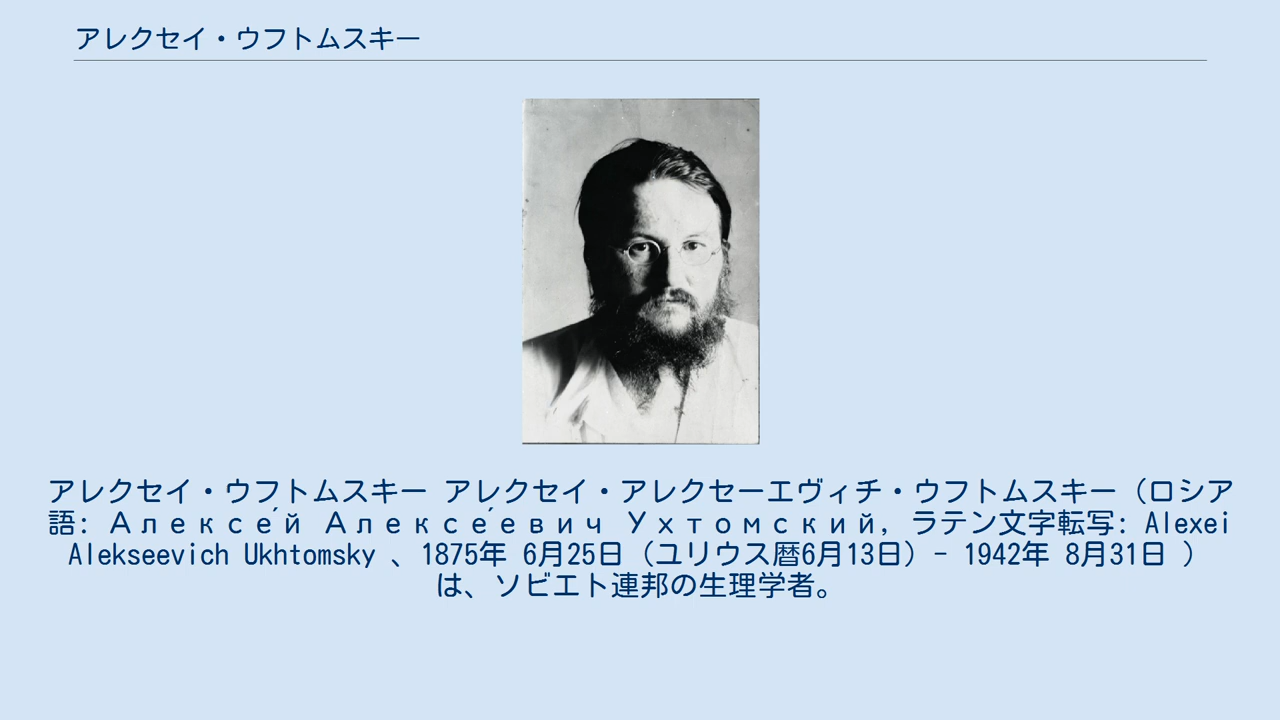 アレクセイ・ウフトムスキー
アレクセイ・ウフトムスキー アレクセイ・アレクセーエヴィチ・ウフトムスキー（ロシア
語: Алексе́й Алексе́евич Ухтомский, ラテン文字転写: Alexei
Alekseevich Ukhtomsky 、1875年 6月25日（ユリウス暦6月13日）- 1942年 8月31日 ）
は、ソビエト連邦の生理学者。